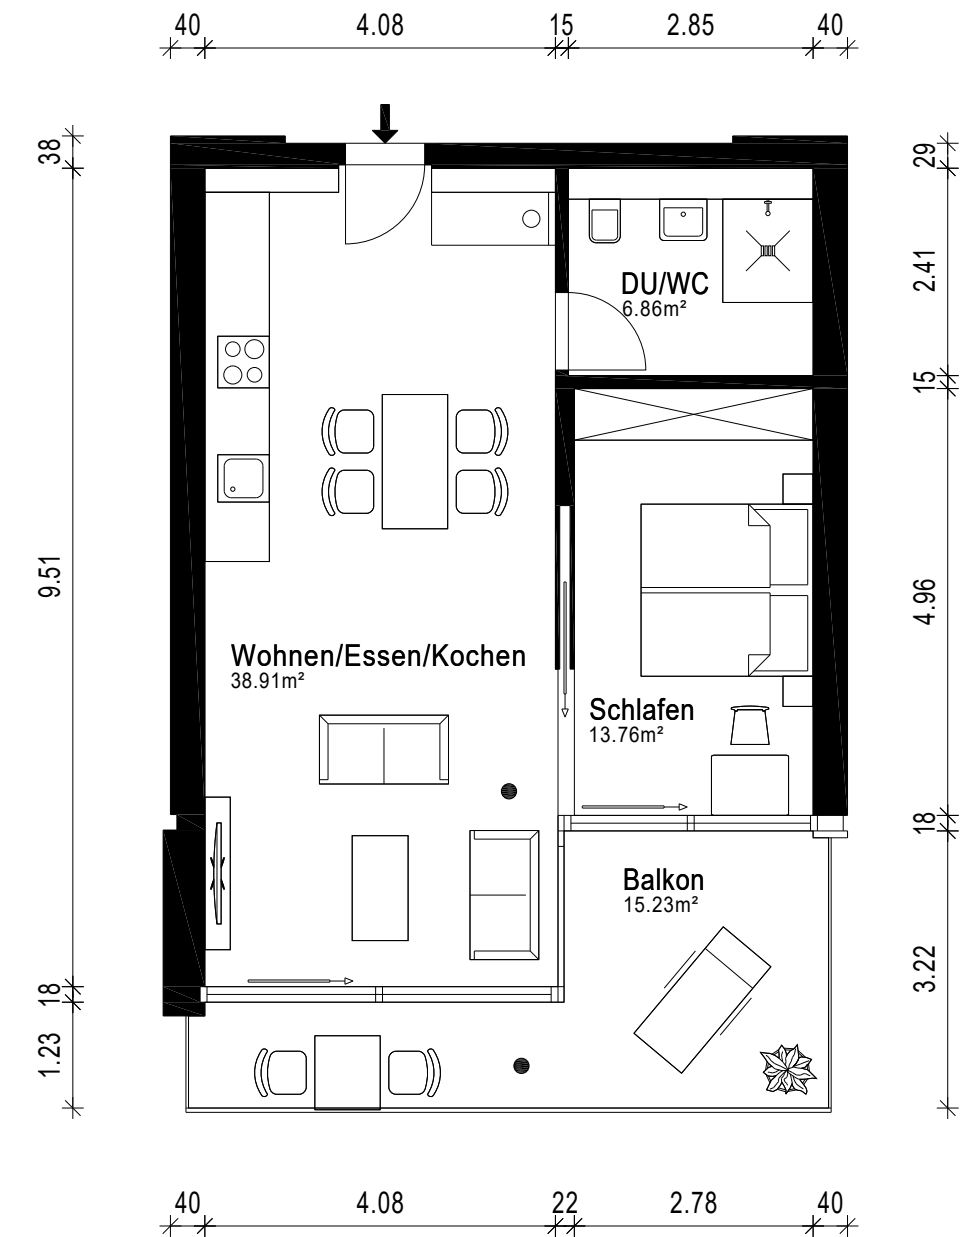 40 4.08 15 2.85 40
38
29
2.41
DU/WC
6.86m²
15
9.51
4.96
Wohnen/Essen/Kochen
38.91m²
Schlafen
13.76m²
18
Balkon
15.23m²
3.22
18
1.23
40 4.08 22 2.78 40